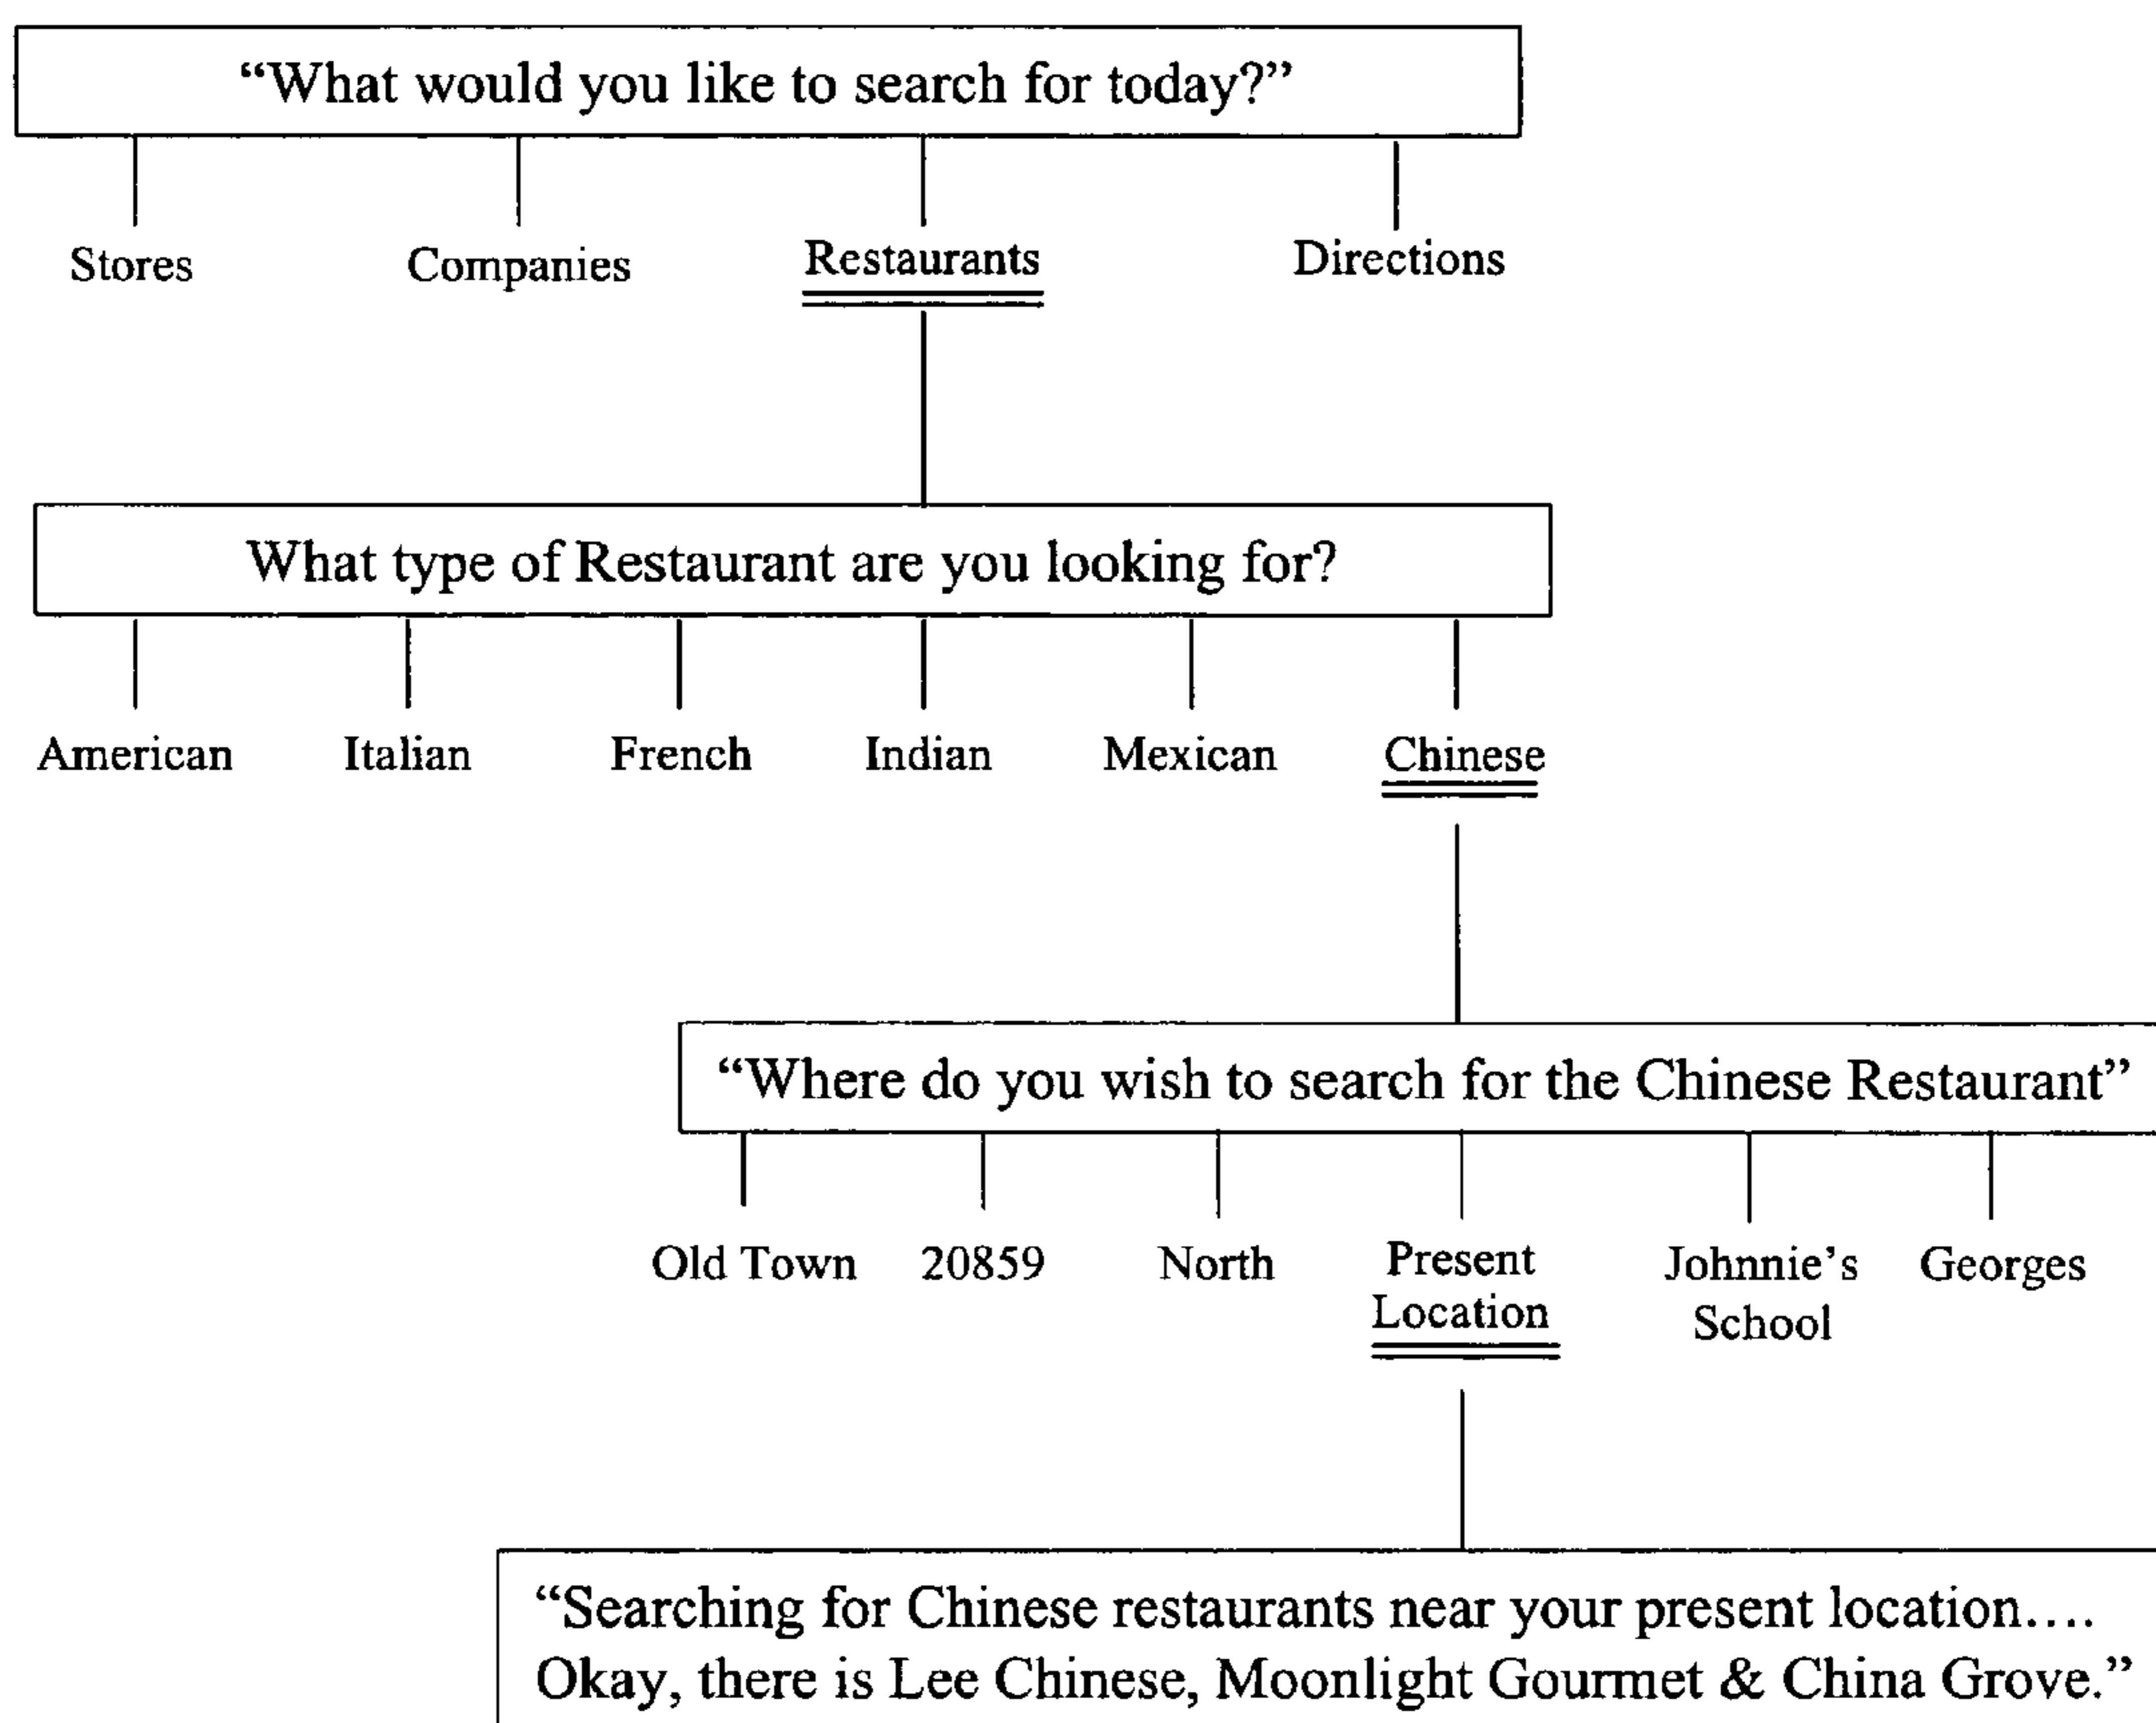 “What would you like to search for today?”
Stores Companies Restaurants Directions
What type of Restaurant are you looking for?
American Italian French Indian Mexican Chinese
“Where do you wish to search for the Chinese Restaurant”
Old Town 20859 North Present Location Johnnie’s School Georges
“Searching for Chinese restaurants near your present location....
Okay, there is Lee Chinese, Moonlight Gourmet & China Grove.”